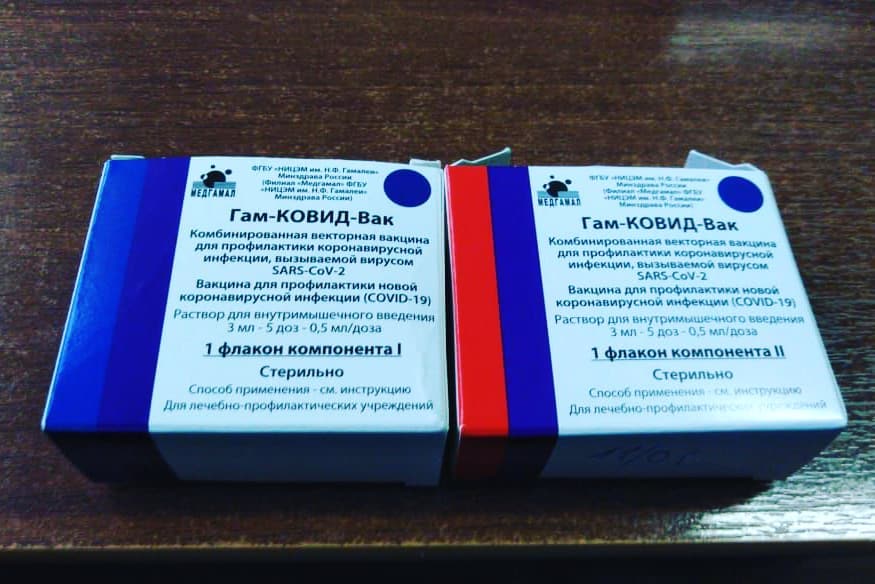 МЕДГАМАЛ
ФГБУ «НИЦЭМ им. Н.Ф. Гамалеи»
Минздрава России
(Филиал «Медгамал» ФГБУ
«НИЦЭМ им. Н.Ф. Гамалеи»
Минздрава России)
Гам-КОВИД-Вак
Комбинированная векторная вакцина
для профилактики коронавирусной
инфекции, вызываемой вирусом
SARS-CoV-2
Вакцина для профилактики новой
коронавирусной инфекции (COVID-19)
Раствор для внутримышечного введения
3 мл - 5 доз - 0,5 мл/доза
1 флакон компонента I
Стерильно
Способ применения - см. инструкцию
Для лечебно-профилактических учреждений
МЕДГАМАЛ
ФГБУ «НИЦЭМ им. Н.Ф. Гамалеи»
Минздрава России
(Филиал «Медгамал» ФГБУ
«НИЦЭМ им. Н.Ф. Гамалеи»
Минздрава России)
Гам-КОВИД-Вак
Комбинированная векторная вакцина
для профилактики коронавирусной
инфекции, вызываемой вирусом
SARS-CoV-2
Вакцина для профилактики новой
коронавирусной инфекции (COVID-19)
Раствор для внутримышечного введения
3 мл - 5 доз - 0,5 мл/доза
1 флакон компонента II
Стерильно
Способ применения - см. инструкцию
Для лечебно-профилактических учреждений